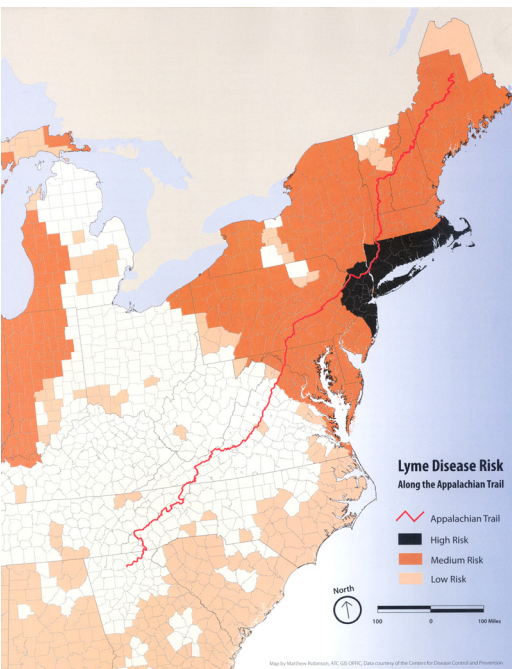 Lyme Disease Risk
Along the Appalachian Trail
Appalachian Trail
High Risk
Medium Risk
Low Risk
North
100 0 100 Miles
Map by Matthew Robinson, ATC GIS OFFIC, Data courtesy of the Centers for Disease Control and Prevention